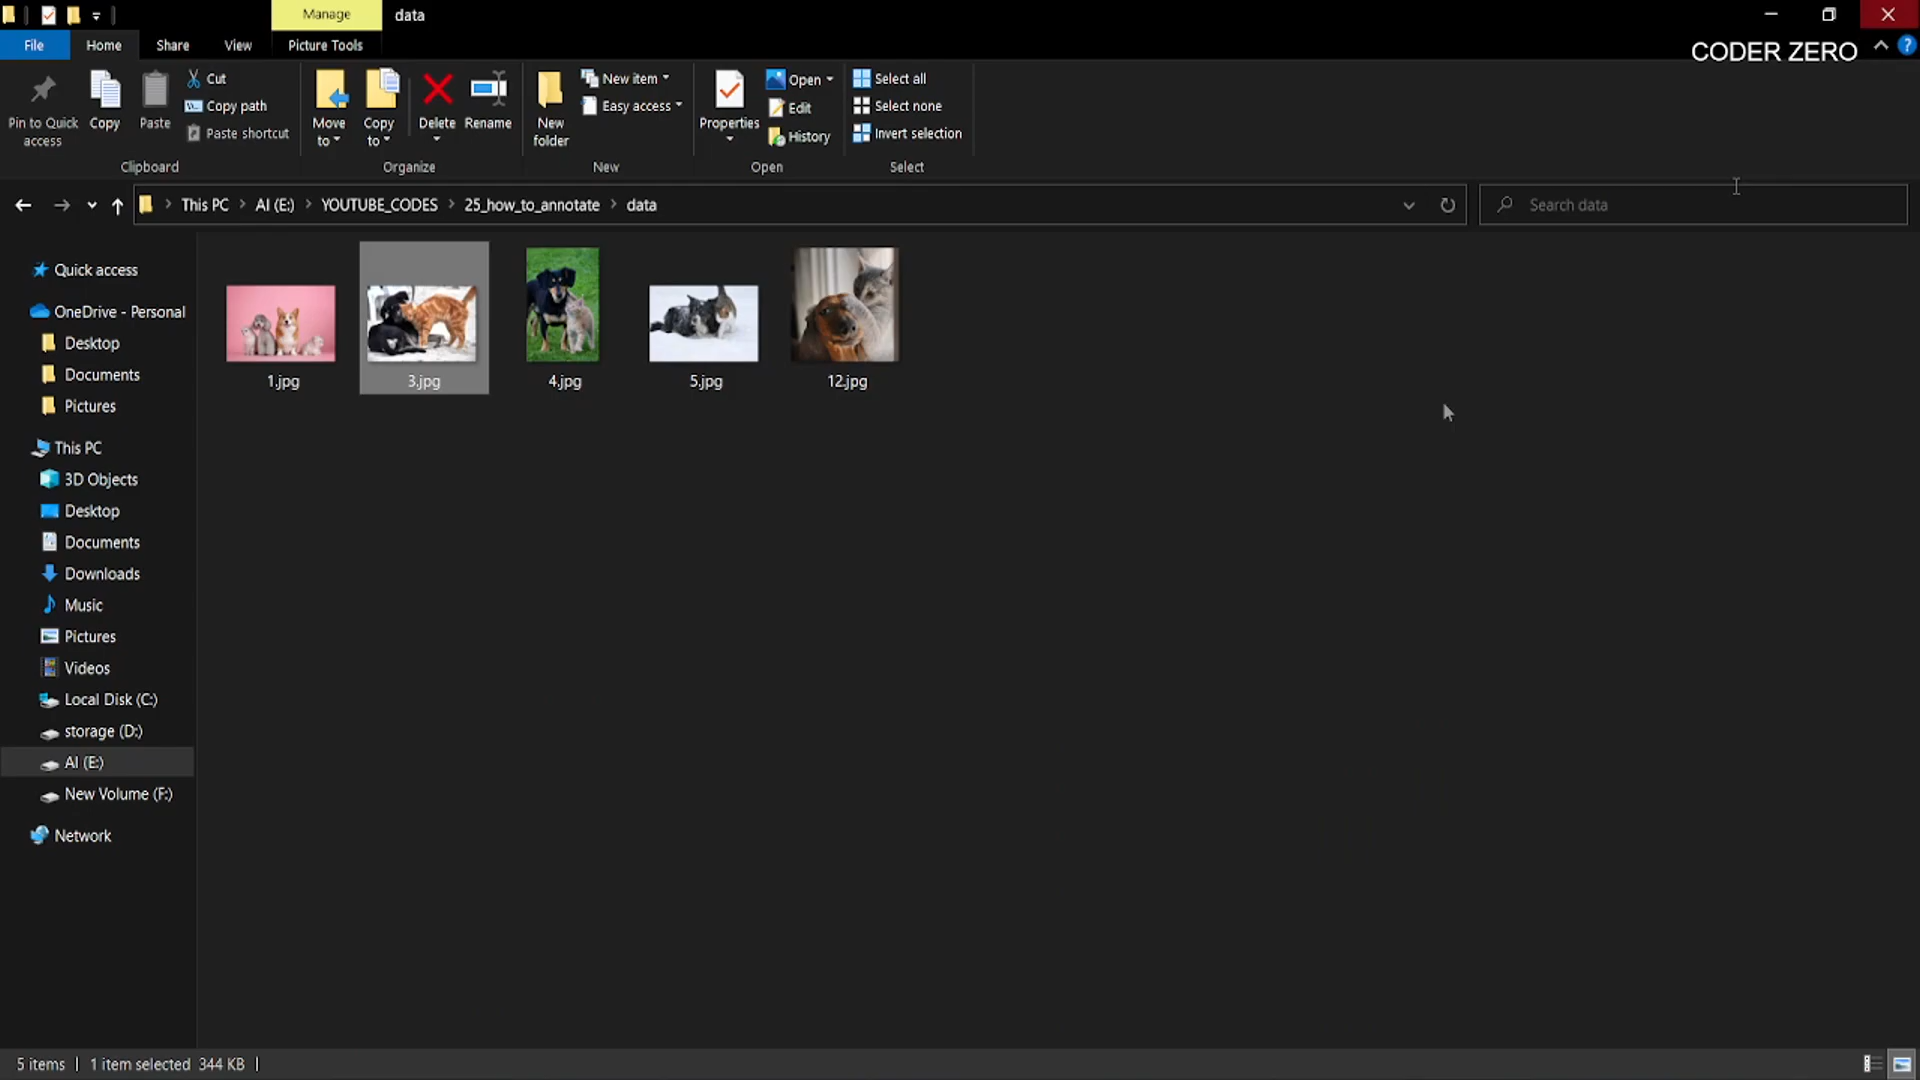 Manage
data
File
Home
Share
View
Picture Tools
CODER ZERO
Pin to Quick access
Copy
Paste
Cut
Copy path
Paste shortcut
Clipboard
Move to
Copy to
Delete
Rename
Organize
New folder
New item
Easy access
New
Properties
Open
Edit
History
Open
Select all
Select none
Invert selection
Select
This PC
AI (E:)
YOUTUBE_CODES
25_how_to_annotate
data
Search data
Quick access
OneDrive - Personal
Desktop
Documents
Pictures
This PC
3D Objects
Desktop
Documents
Downloads
Music
Pictures
Videos
Local Disk (C:)
storage (D:)
AI (E:)
New Volume (F:)
Network
1.jpg
3.jpg
4.jpg
5.jpg
12.jpg
5 items
1 item selected 344 KB